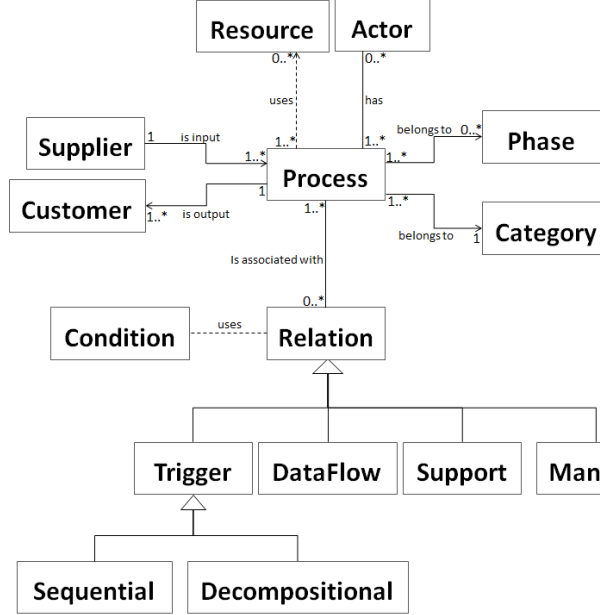 Resource
Actor
0..*
0..*
uses
has
1..*
1..*
Supplier
1
is input
1..*
Process
belongs to
0..*
1..*
Phase
Customer
1..*
is output
1
1..*
1..*
belongs to
1
Category
Is associated with
0..*
Condition
uses
Relation
Trigger
DataFlow
Support
Man
Sequential
Decompositional